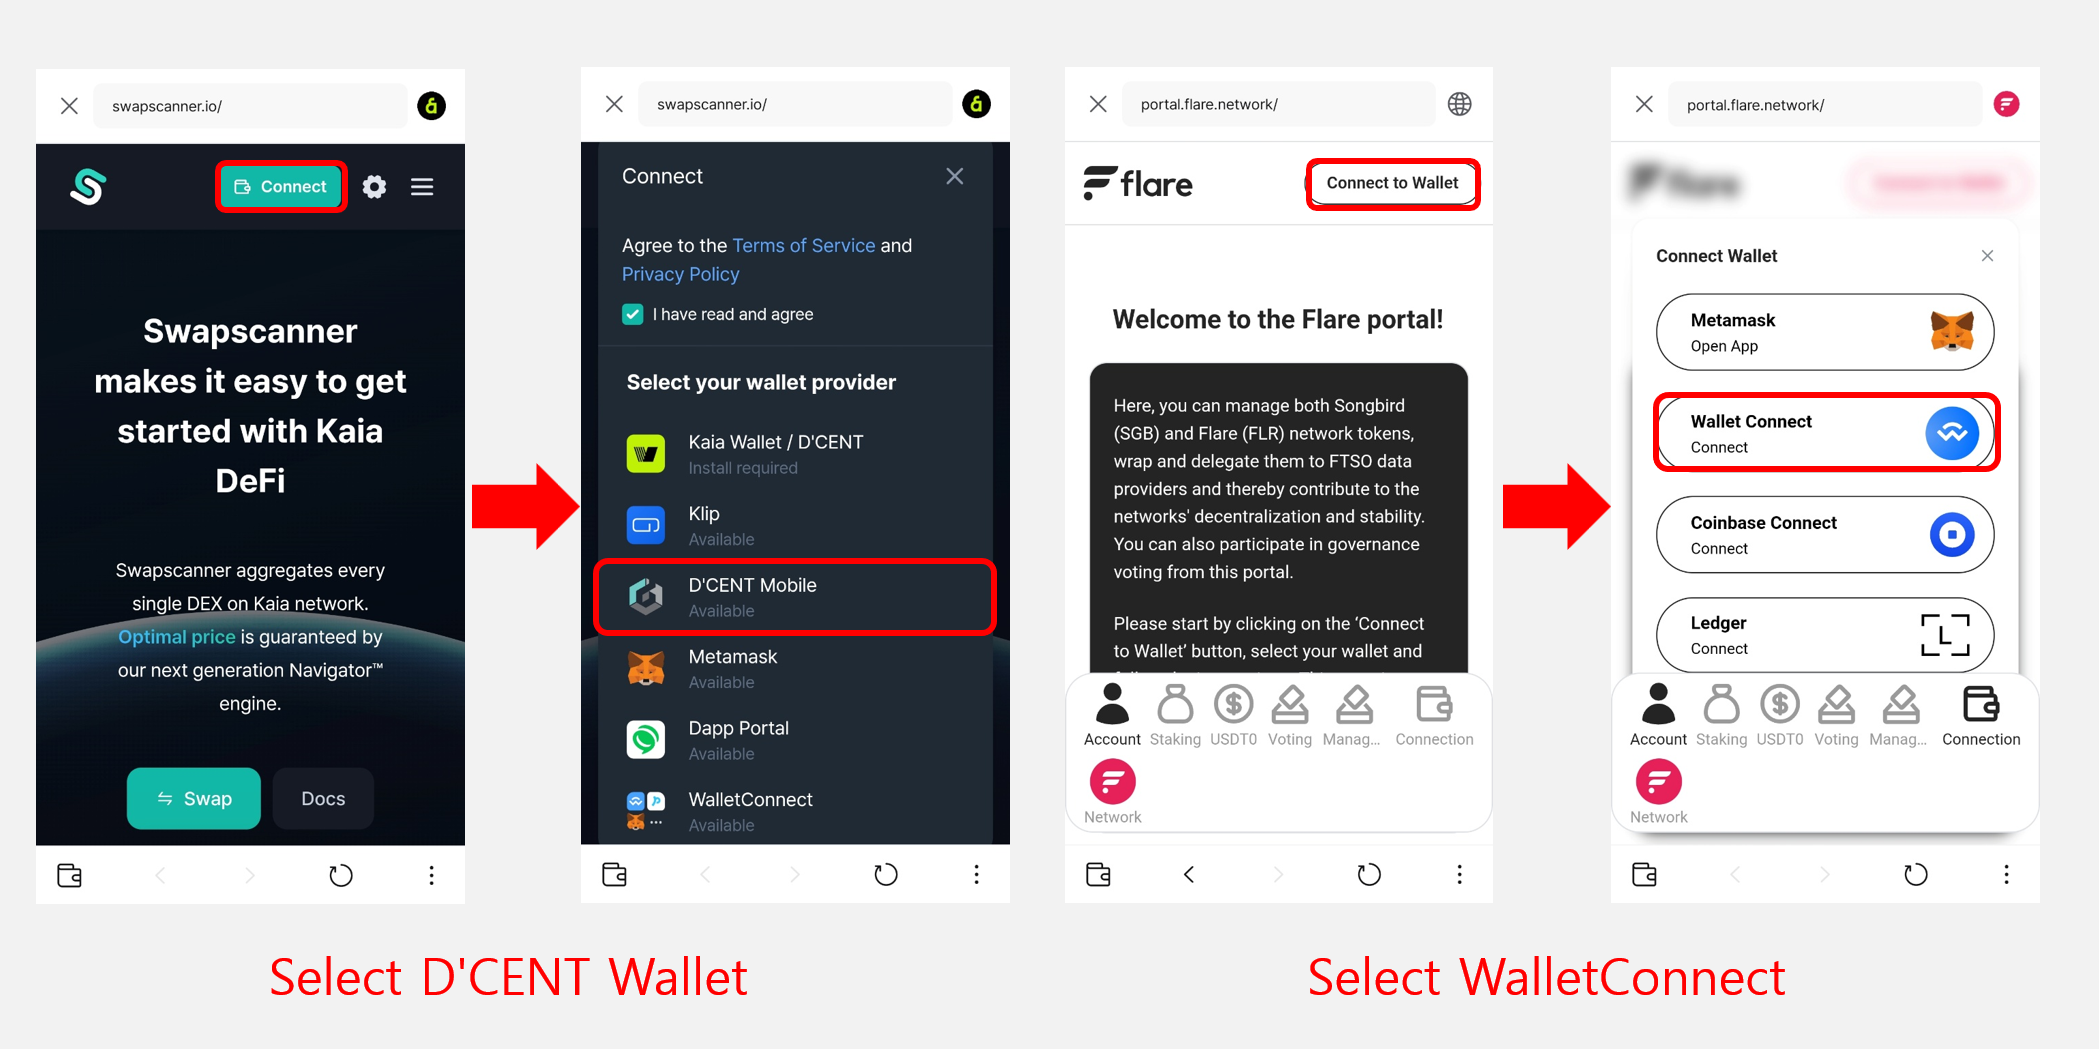 swapscanner.io/
Connect
Swapscanner
makes it easy to get
started with Kaia
DeFi
Swapscanner aggregates every
single DEX on Kaia network.
Optimal price is guaranteed by
our next generation Navigator™
engine.
Swap
Docs
swapscanner.io/
Connect
Agree to the Terms of Service and
Privacy Policy
I have read and agree
Select your wallet provider
Kaia Wallet / D'CENT
Install required
Klip
Available
D'CENT Mobile
Available
Metamask
Available
Dapp Portal
Available
WalletConnect
Available
Select D'CENT Wallet
portal.flare.network/
flare
Connect to Wallet
Welcome to the Flare portal!
Here, you can manage both Songbird
(SGB) and Flare (FLR) network tokens,
wrap and delegate them to FTSO data
providers and thereby contribute to the
networks' decentralization and stability.
You can also participate in governance
voting from this portal.
Please start by clicking on the ‘Connect
to Wallet’ button, select your wallet and
Account Staking USDT0 Voting Manag... Connection
Network
portal.flare.network/
flare
Connect to Wallet
Connect Wallet
Metamask
Open App
Wallet Connect
Connect
Coinbase Connect
Connect
Ledger
Connect
Account Staking USDT0 Voting Manag... Connection
Network
Select WalletConnect